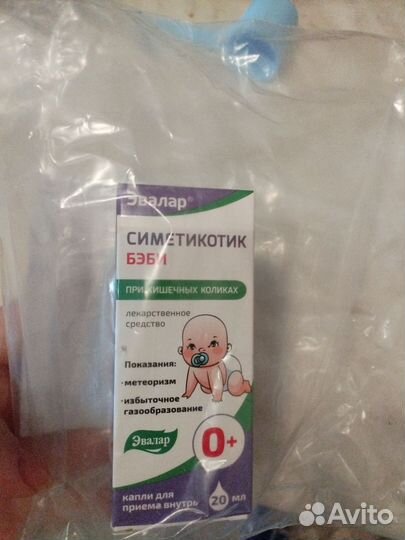 Эвалар®
СИМЕТИКОТИК
БЭБИ
ПРИ КИШЕЧНЫХ КОЛИКАХ
лекарственное
средство
Показания:
· метеоризм
· избыточное
газообразование
Эвалар
0+
капли для
приема внутрь
20 мл
Avito